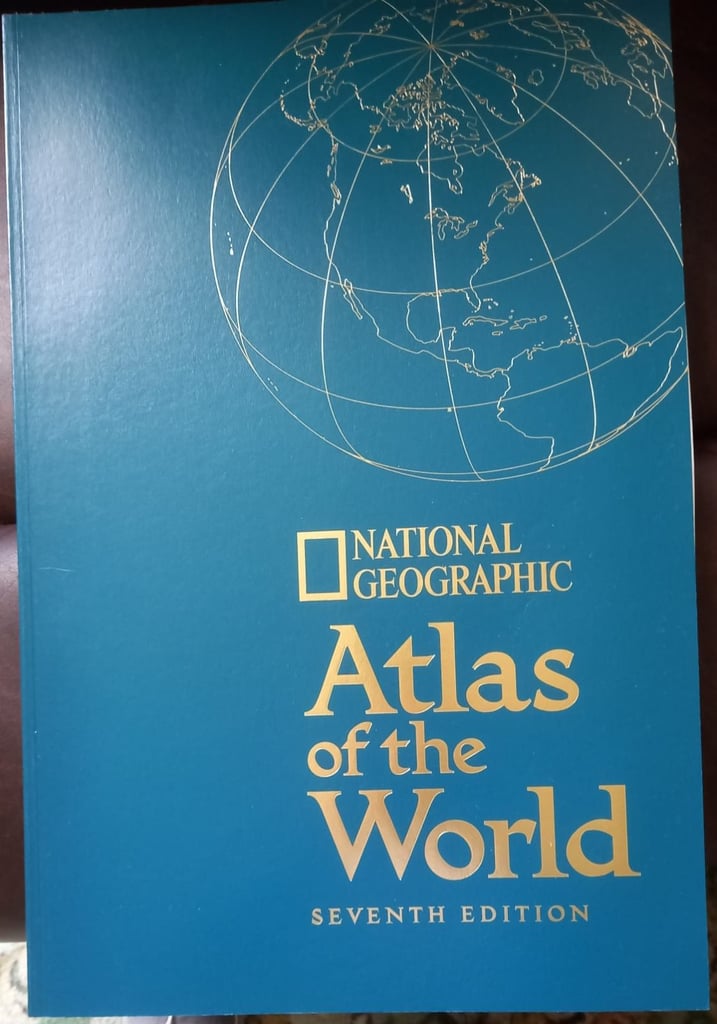 NATIONAL
GEOGRAPHIC
Atlas
of the
World
SEVENTH EDITION